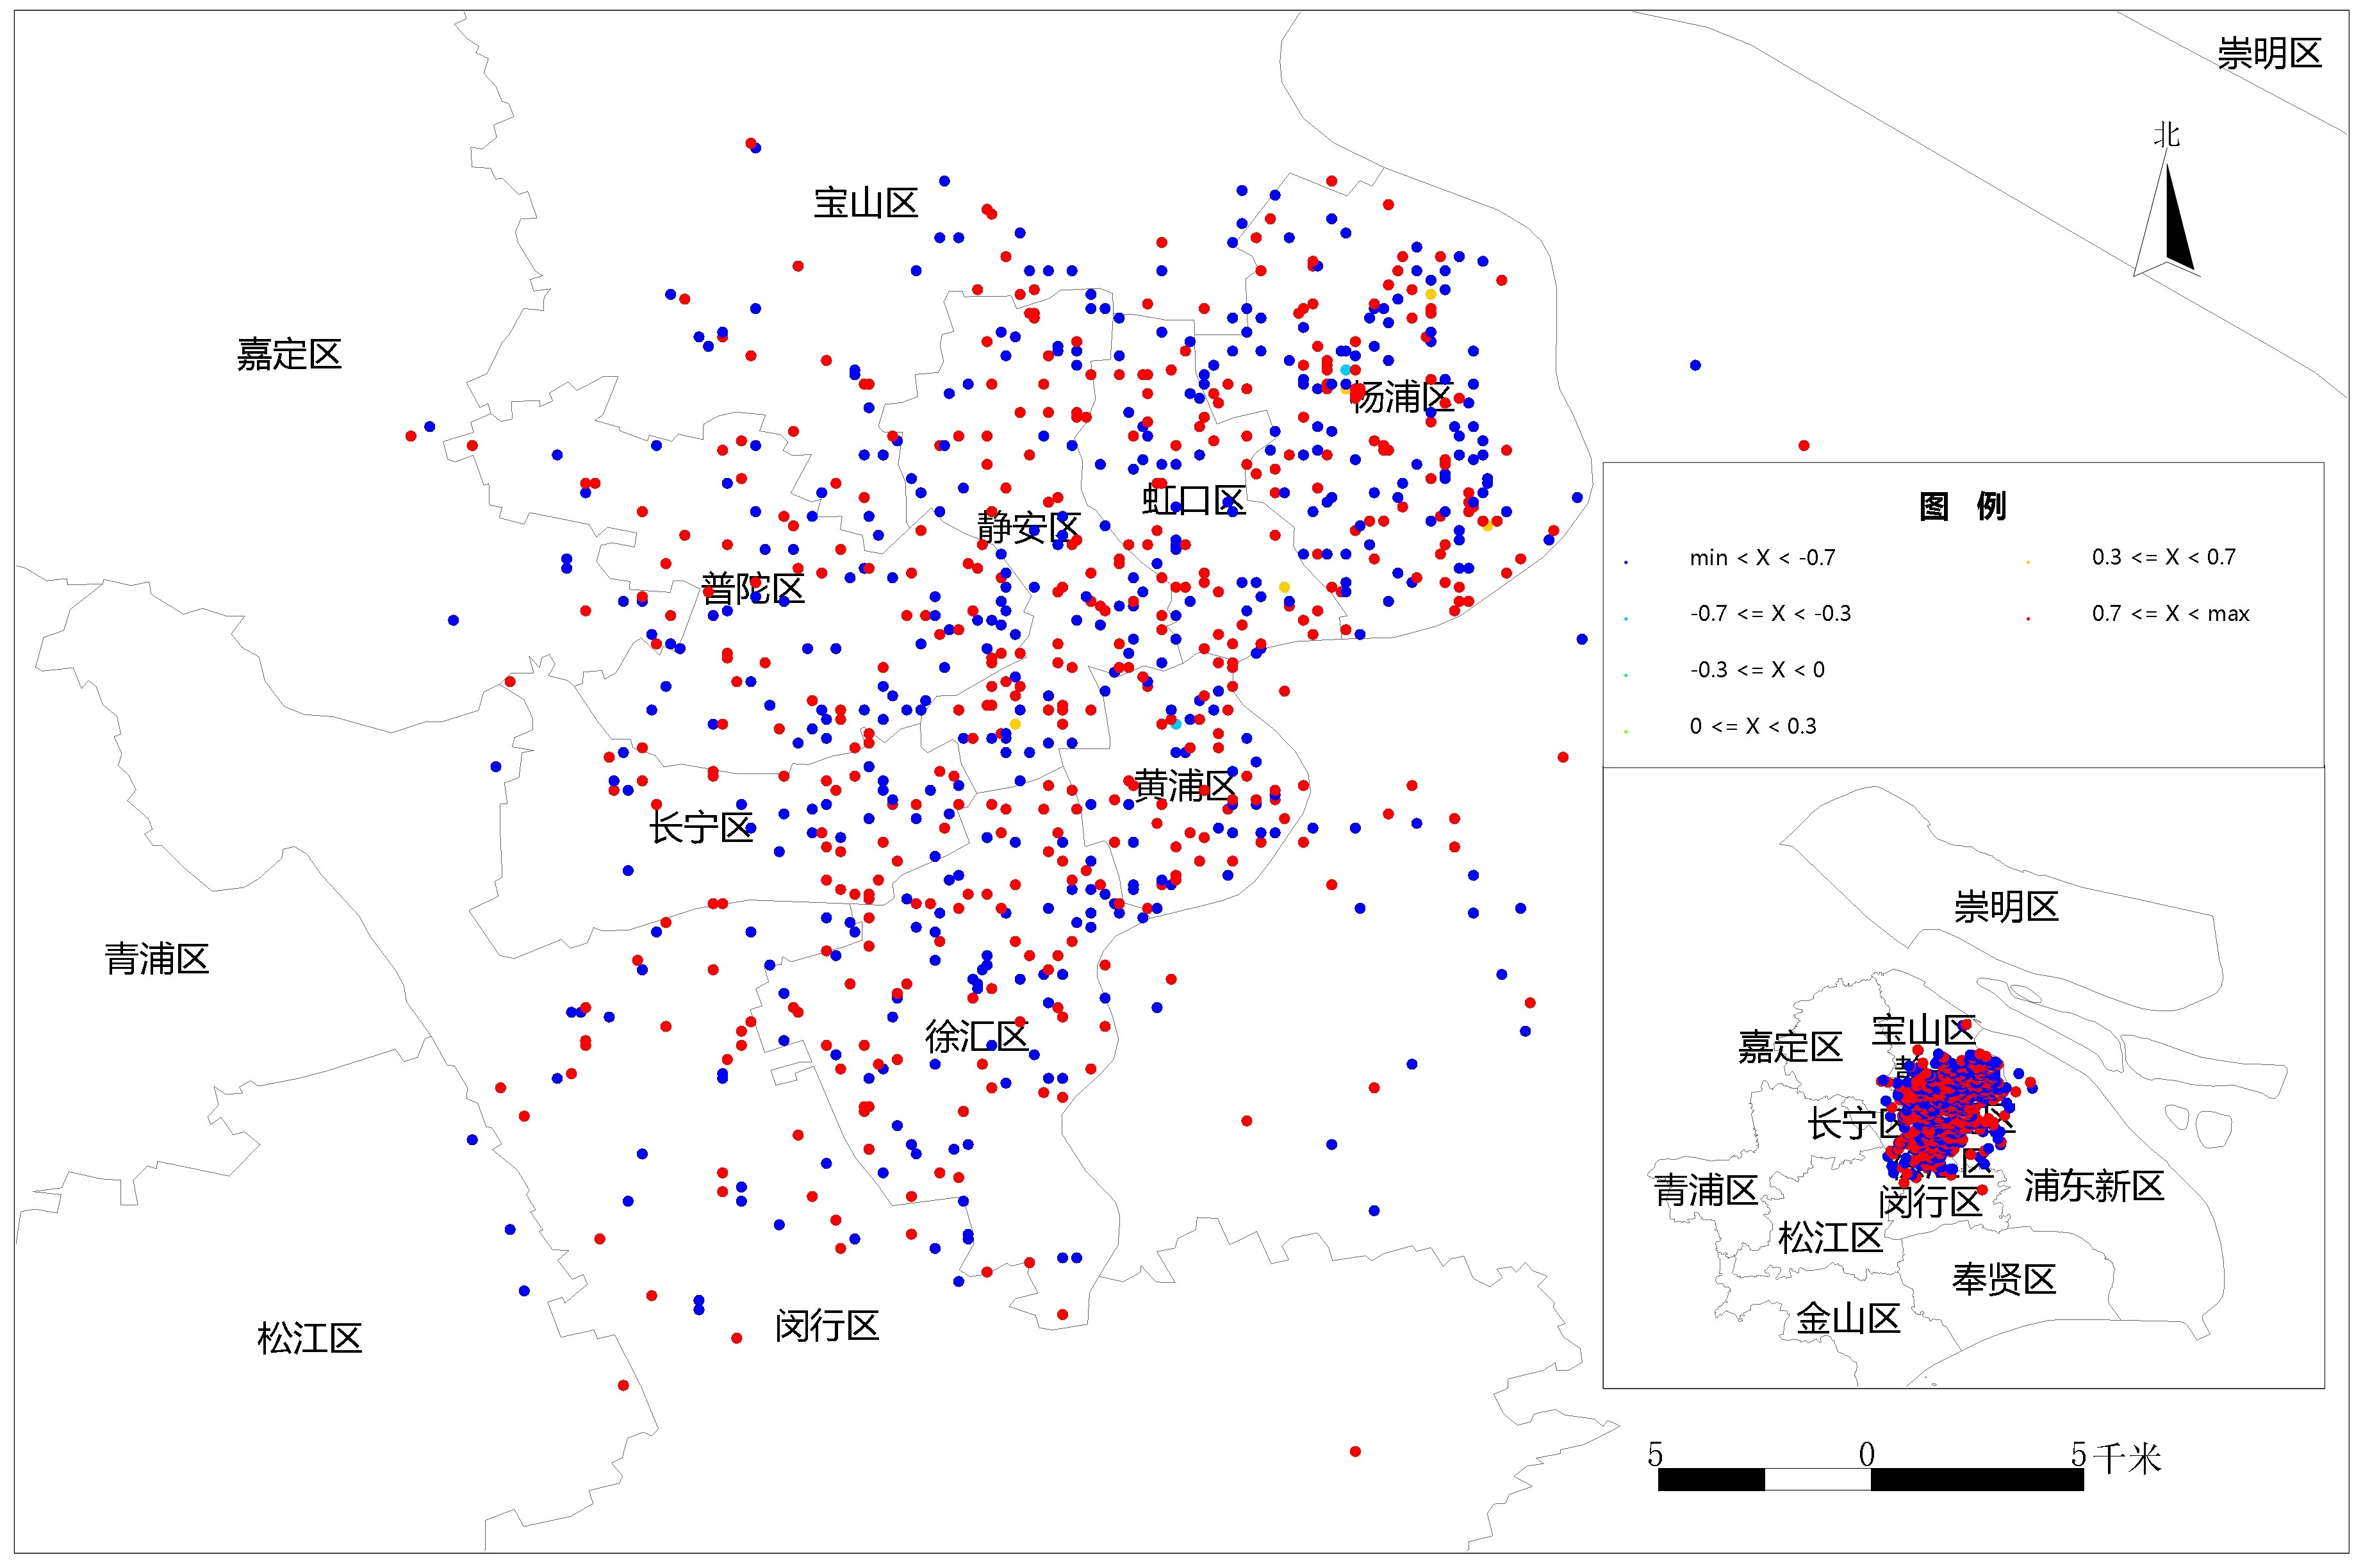 崇明区
北
宝山区
嘉定区
杨浦区
虹口区
静安区
普陀区
黄浦区
长宁区
青浦区
徐汇区
松江区
闵行区
图 例
min < X < -0.7
0.3 <= X < 0.7
-0.7 <= X < -0.3
0.7 <= X < max
-0.3 <= X < 0
0 <= X < 0.3
崇明区
宝山区
嘉定区
长宁区
区
区
青浦区
闵行区
浦东新区
松江区
奉贤区
金山区
5 0 5 千米